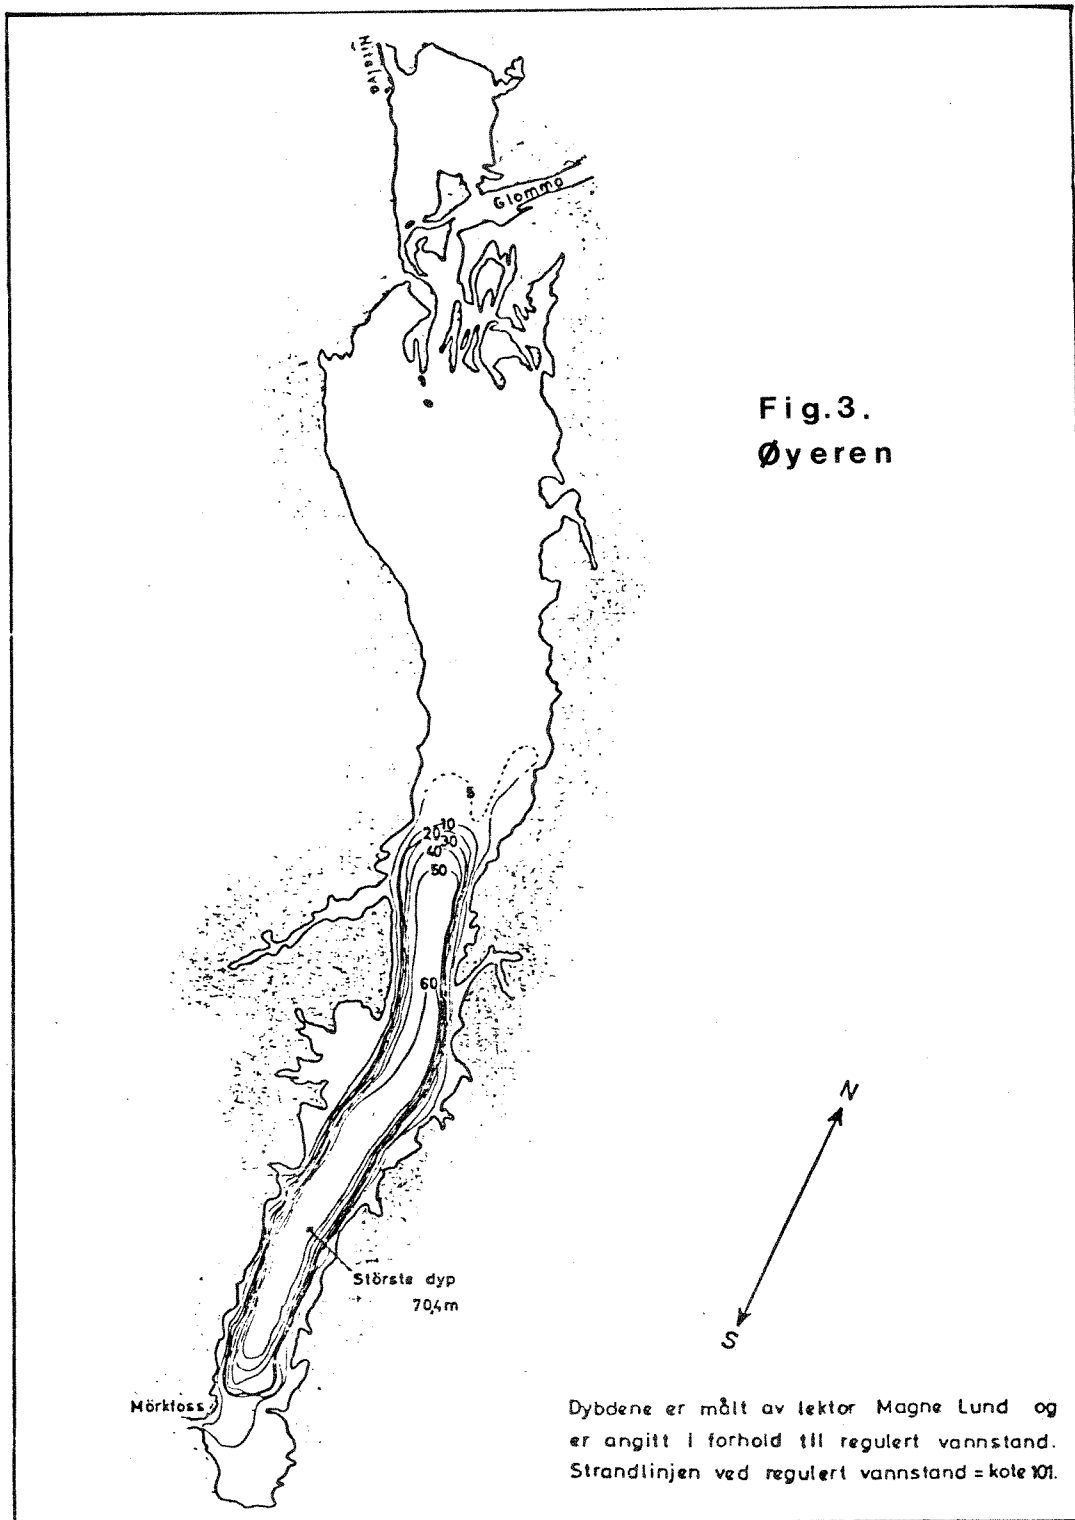 Nitelva
Glomma
Fig.3.
Øyeren
5
10
20
30
40
50
60
N
S
Störste dyp
70,4m
Mörkfoss
Dybdene er målt av lektor Magne Lund og
er angitt i forhold til regulert vannstand.
Strandlinjen ved regulert vannstand = kote 101.